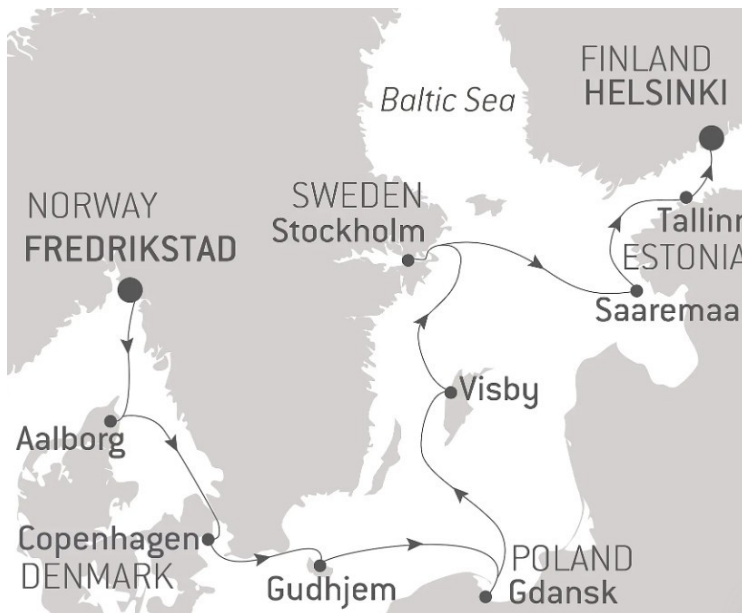 FINLAND
HELSINKI
Baltic Sea
SWEDEN
Stockholm
NORWAY
FREDRIKSTAD
Tallinn
ESTONIA
Saaremaa
Visby
Aalborg
Copenhagen
DENMARK
Gudhjem
POLAND
Gdansk